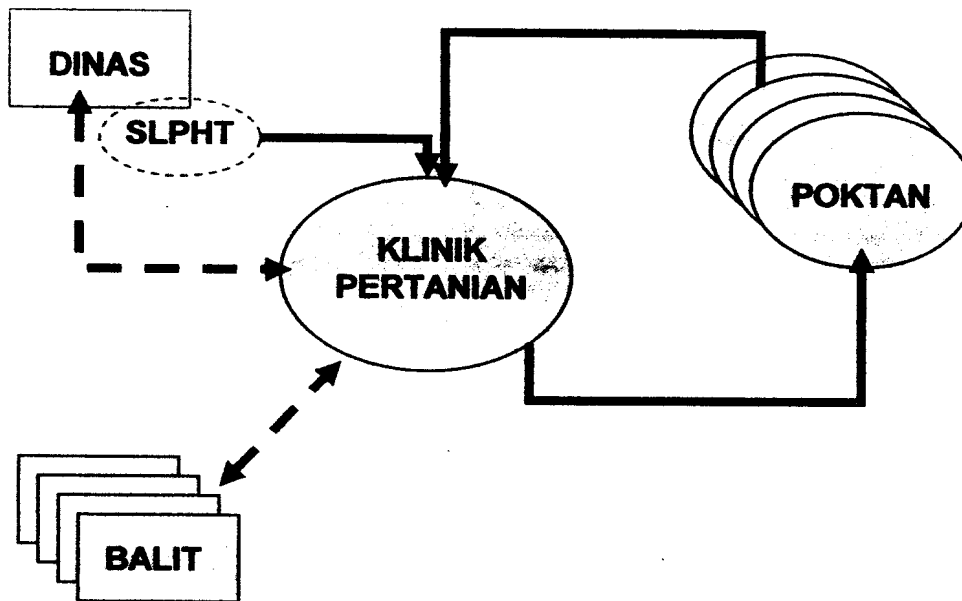 DINAS
SLPHT
POKTAN
KLINIK
PERTANIAN
BALIT